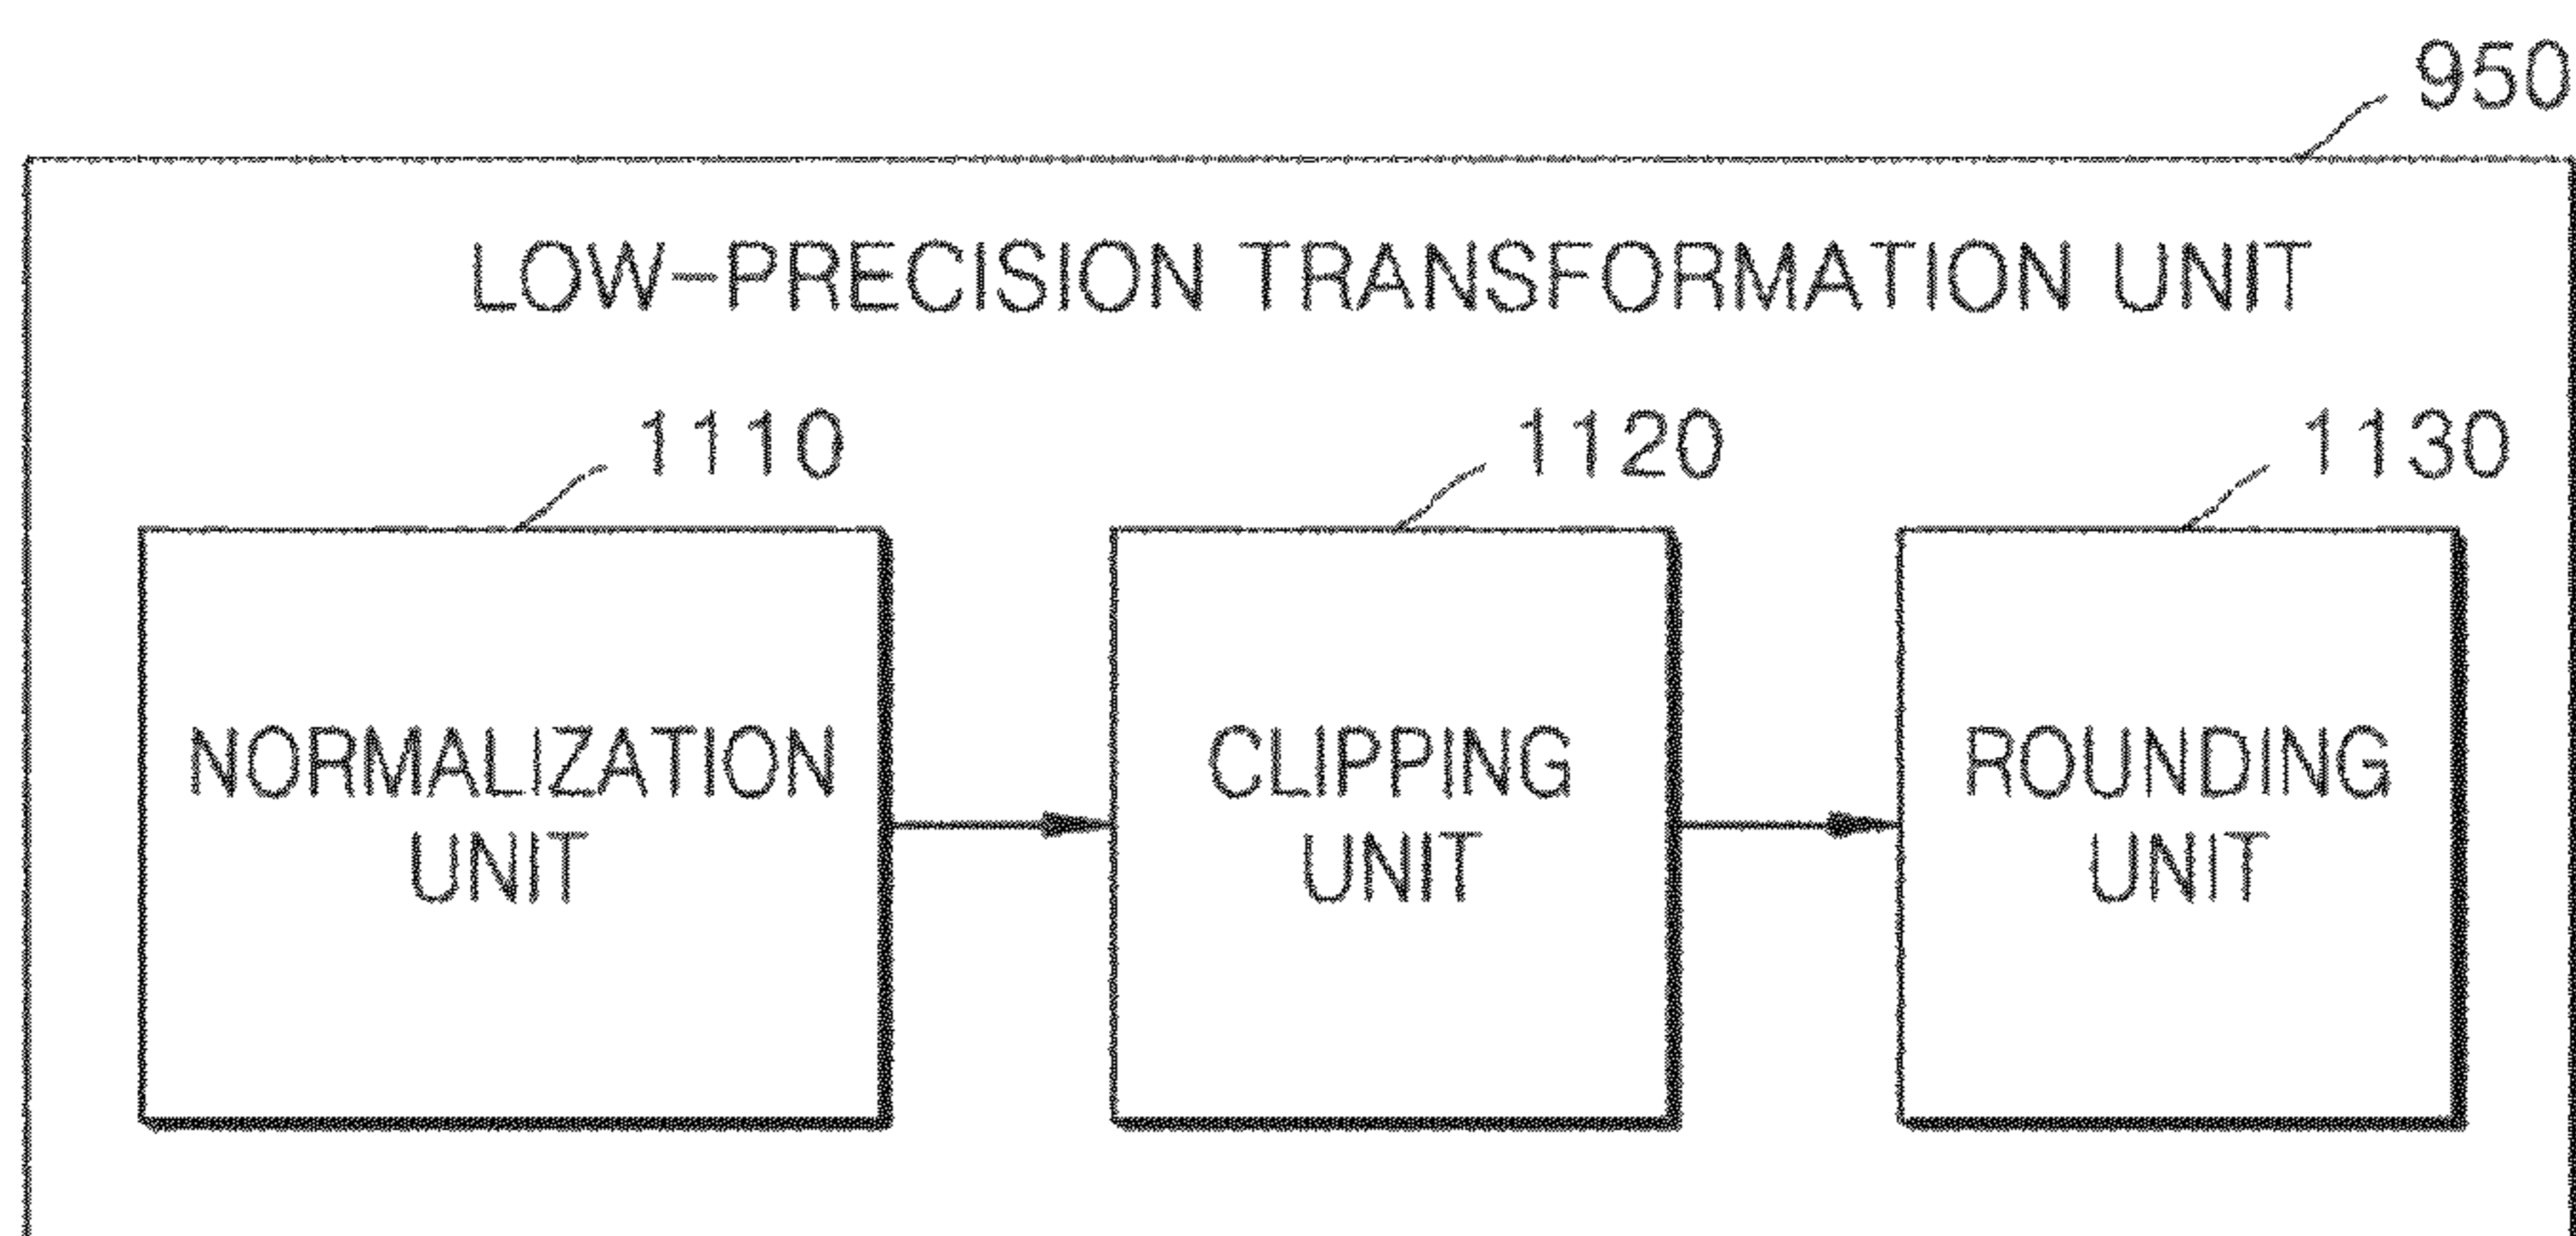 950
LOW-PRECISION TRANSFORMATION UNIT
1110
1120
1130
NORMALIZATION
UNIT
CLIPPING
UNIT
ROUNDING
UNIT